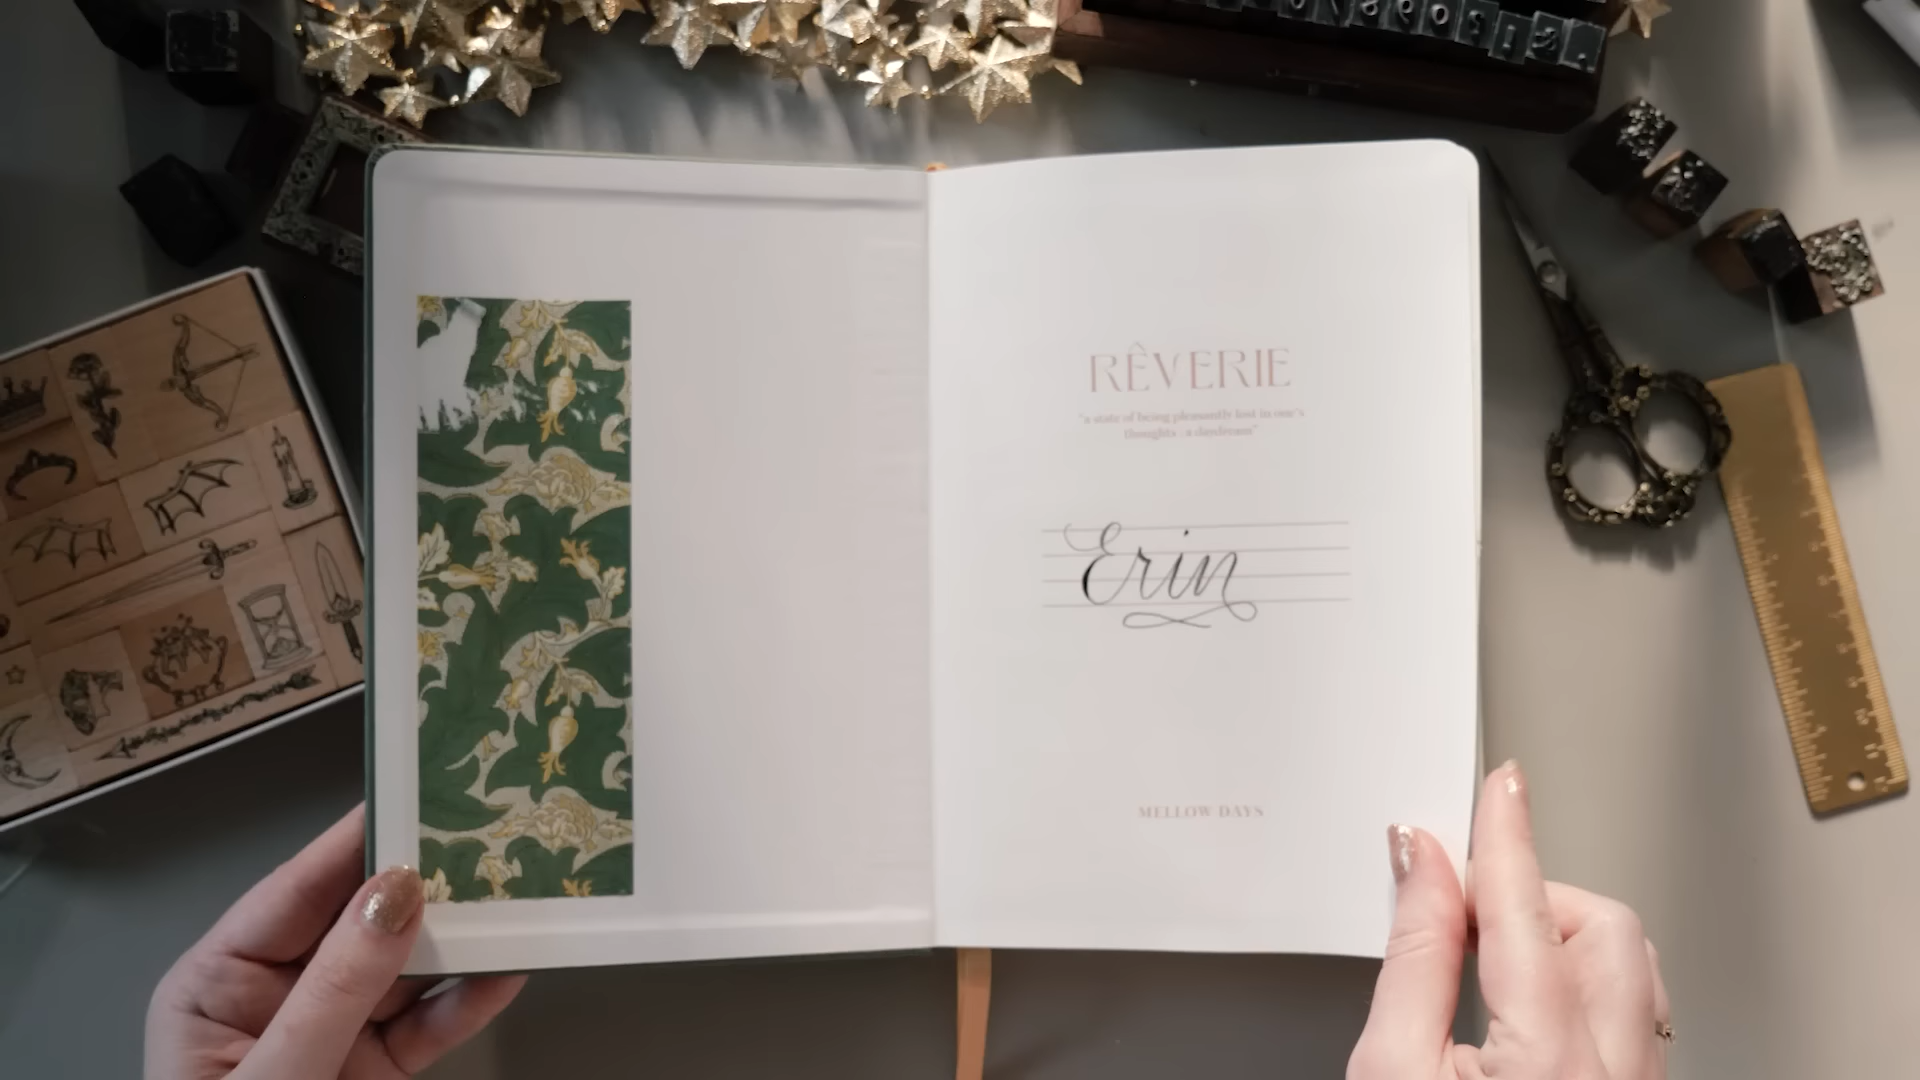 RÊVERIE
"a state of being pleasantly lost in one's
thoughts : a daydream"
Erin
MELLOW DAYS